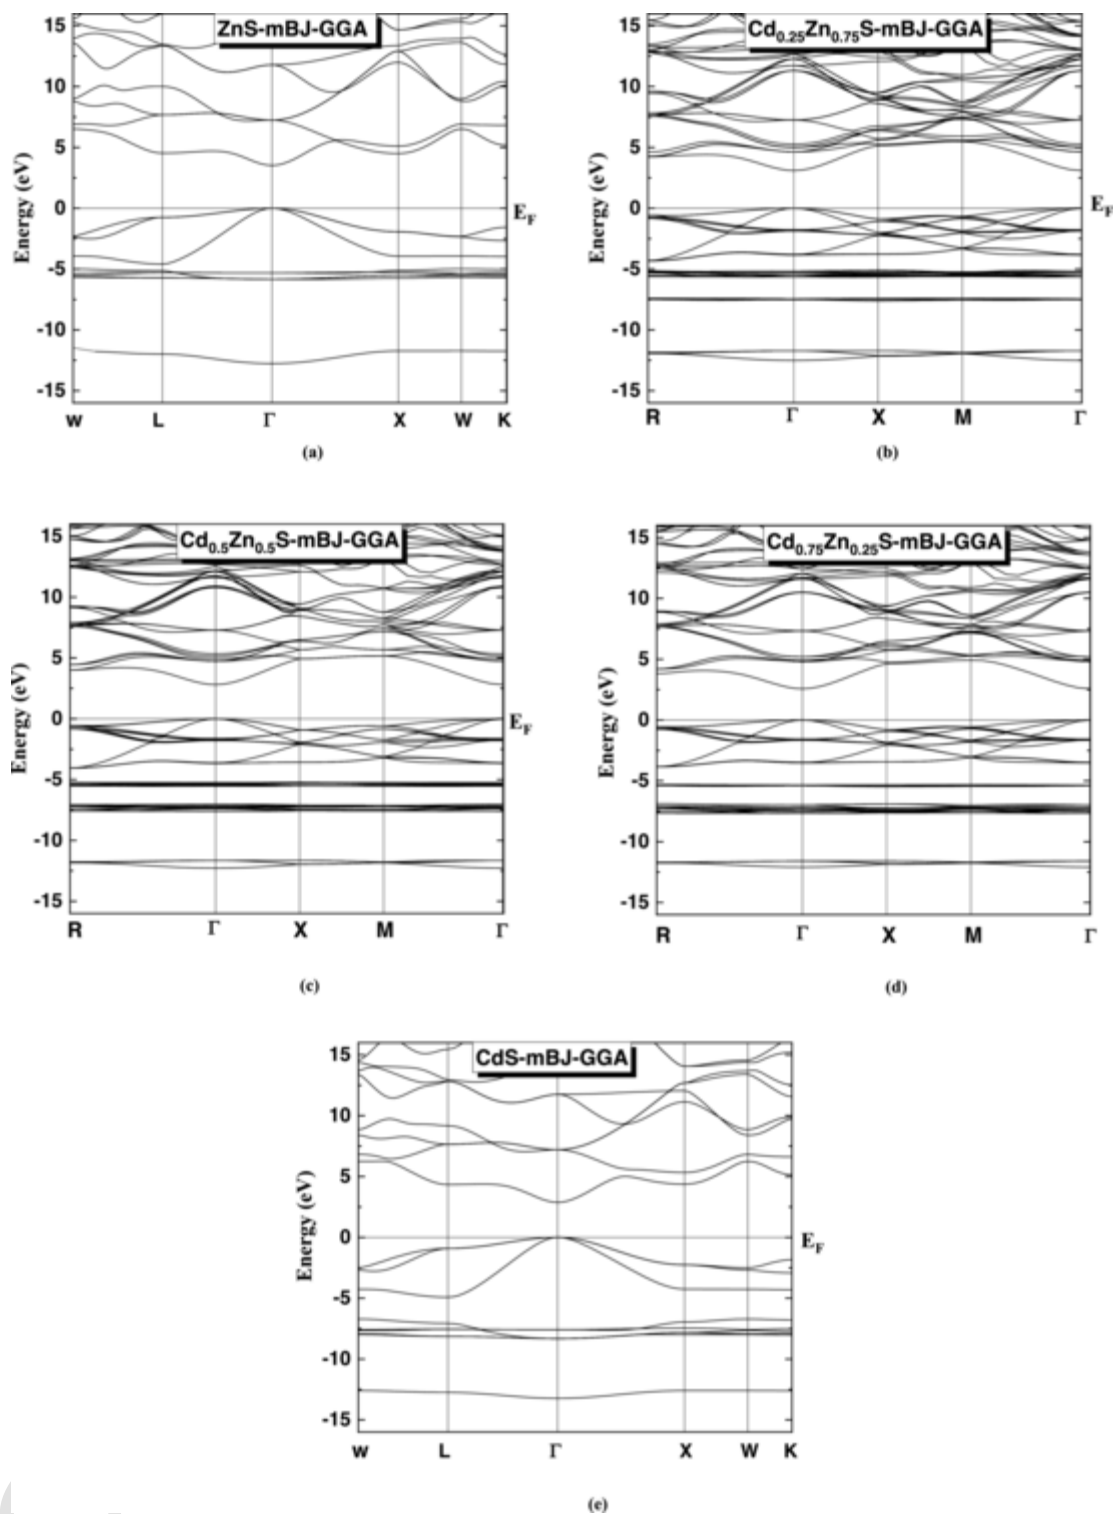 ZnS-mBJ-GGA
15
10
5
0
-5
-10
-15
Energy (eV)
E_F
w L Γ X W K
(a)
Cd0.25Zn0.75S-mBJ-GGA
15
10
5
0
-5
-10
-15
Energy (eV)
E_F
R Γ X M Γ
(b)
Cd0.5Zn0.5S-mBJ-GGA
15
10
5
0
-5
-10
-15
Energy (eV)
E_F
R Γ X M Γ
(c)
Cd0.75Zn0.25S-mBJ-GGA
15
10
5
0
-5
-10
-15
Energy (eV)
R Γ X M Γ
(d)
CdS-mBJ-GGA
15
10
5
0
-5
-10
-15
Energy (eV)
E_F
w L Γ X W K
(e)